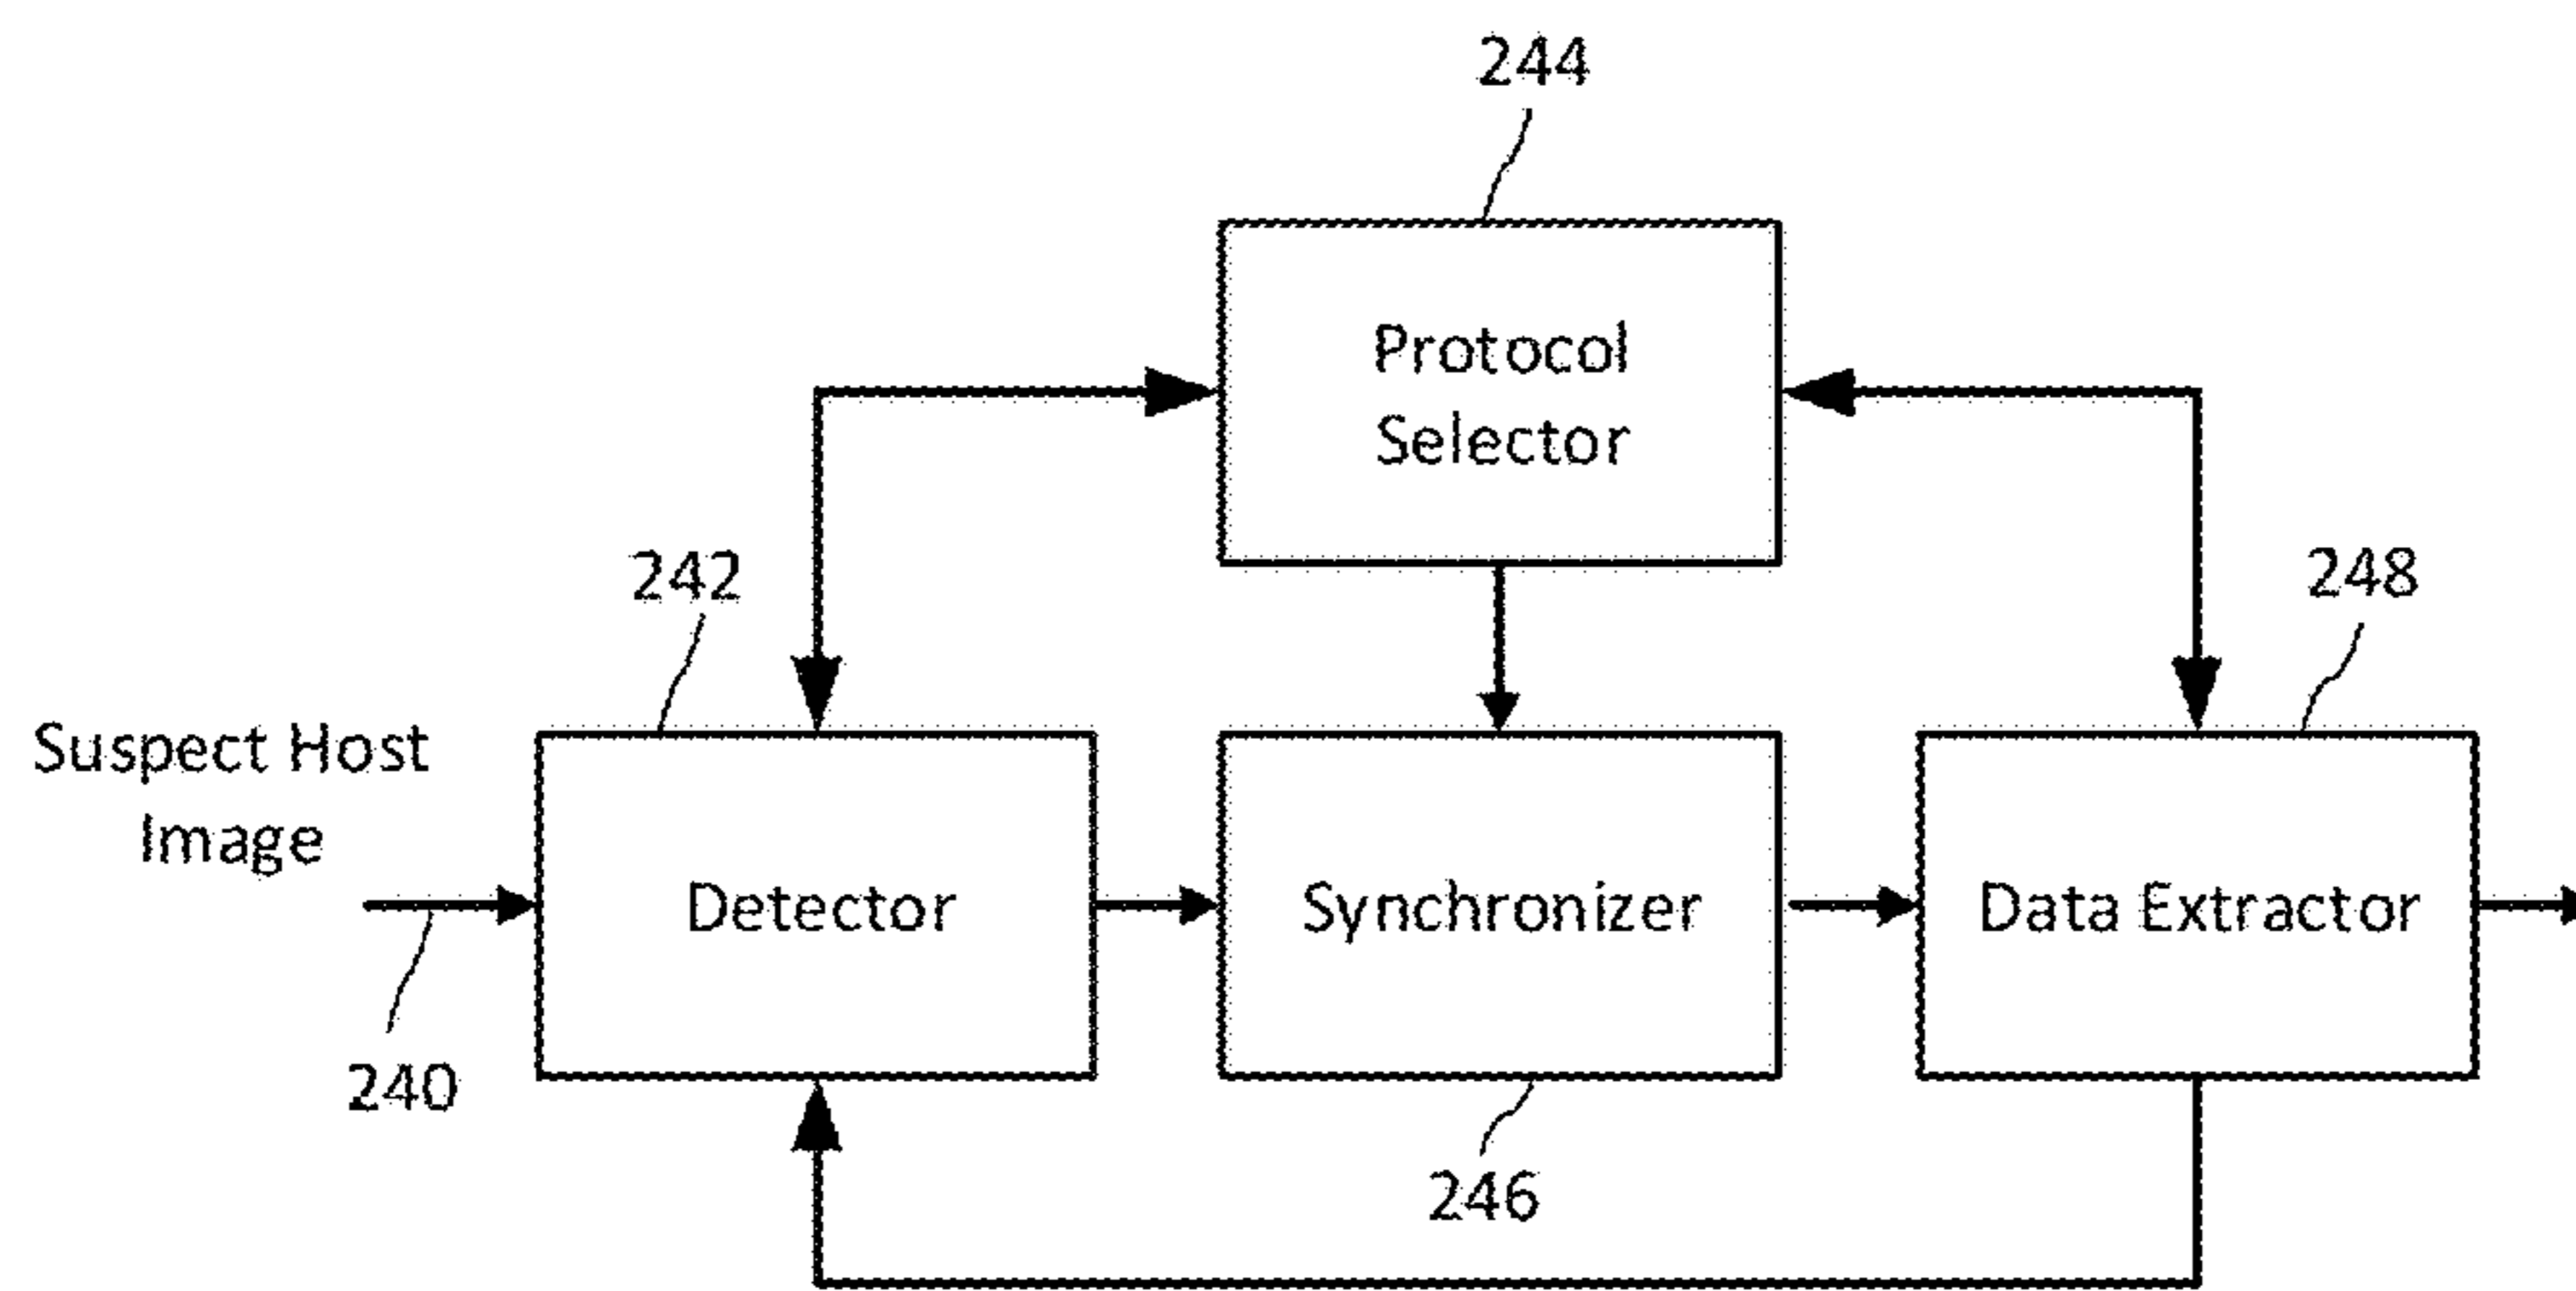 244
Protocol
Selector
242
248
Suspect Host
Image
Detector
Synchronizer
Data Extractor
240
246